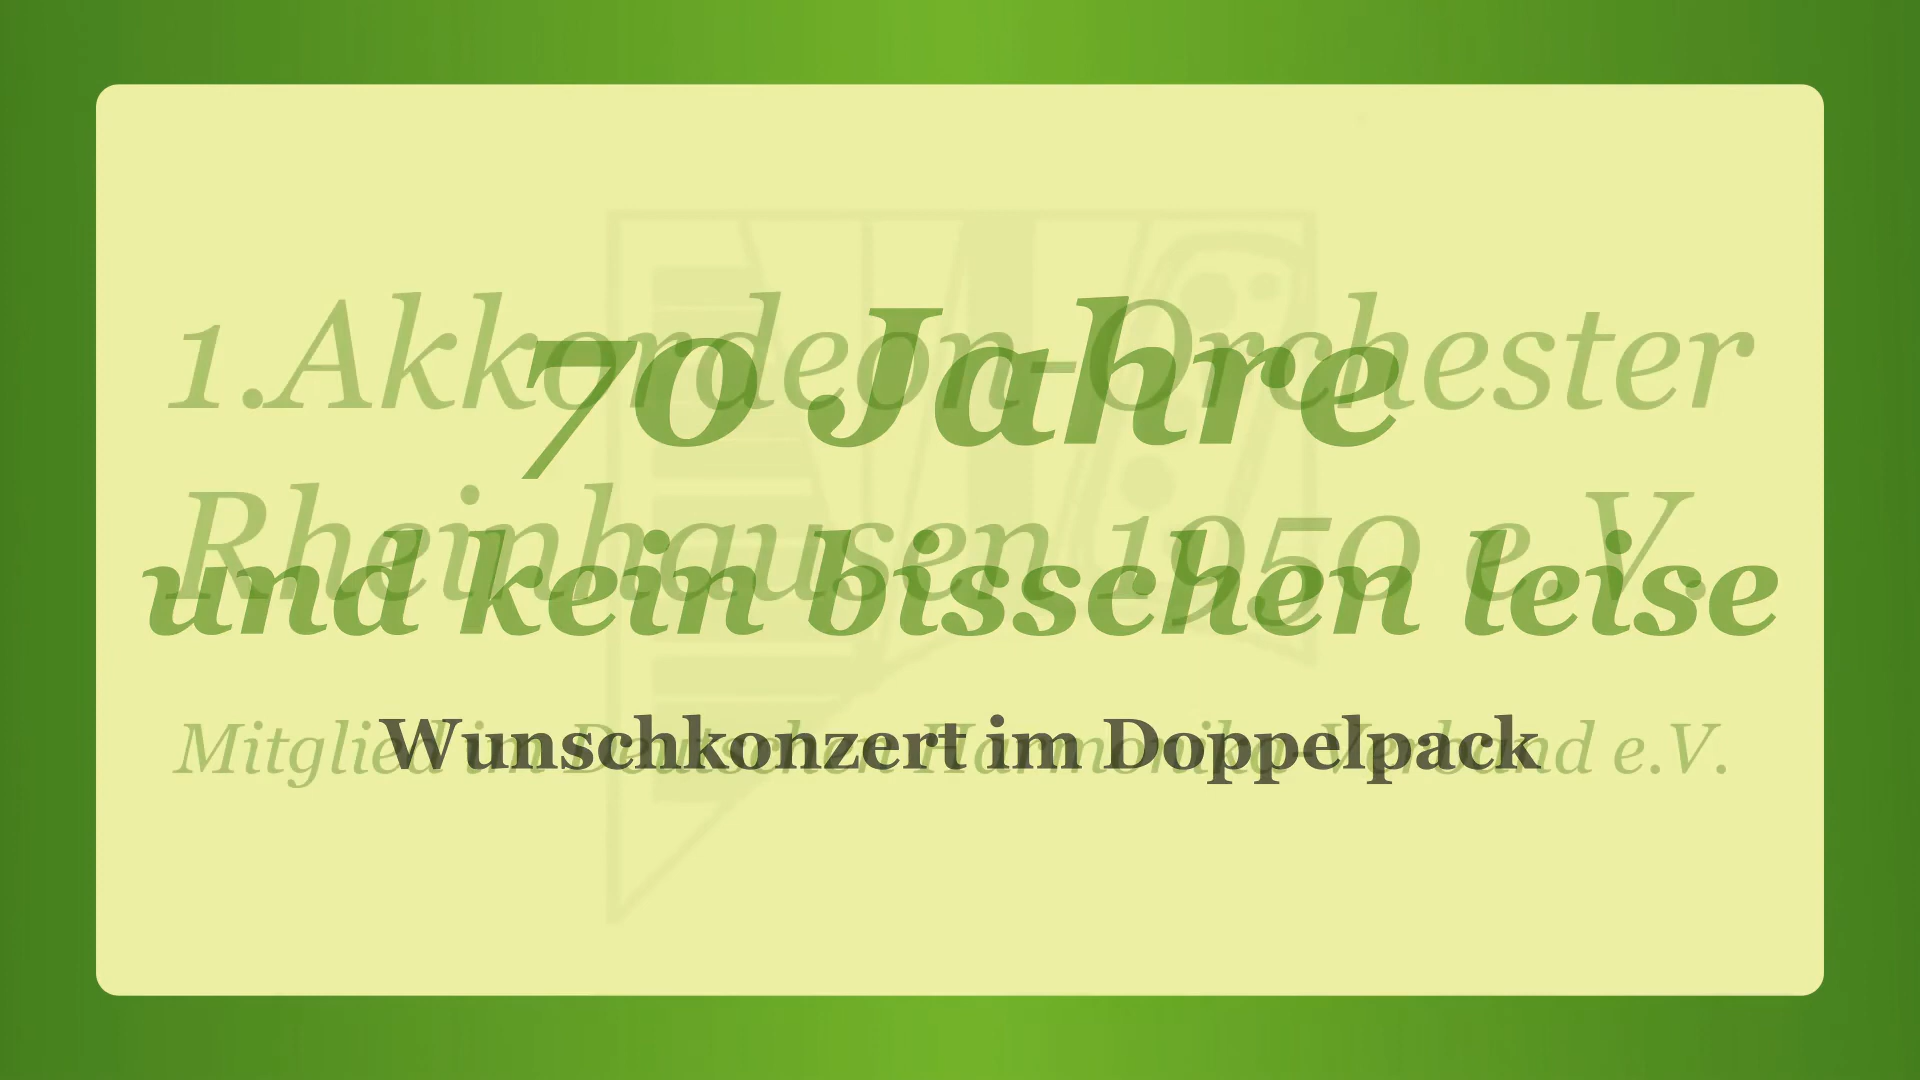 1.Akkordeon-Orchester
70 Jahre
Rheinhausen 1950 e.V.
und kein bisschen leise
Mitglied im Deutschen Harmonika-Verband e.V.
Wunschkonzert im Doppelpack